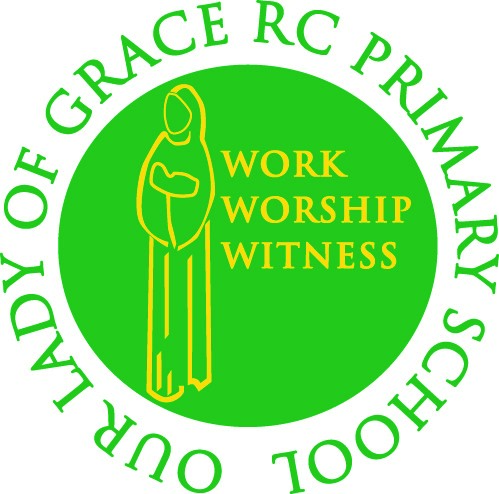 OUR LADY OF GRACE RC PRIMARY SCHOOL
WORK
WORSHIP
WITNESS